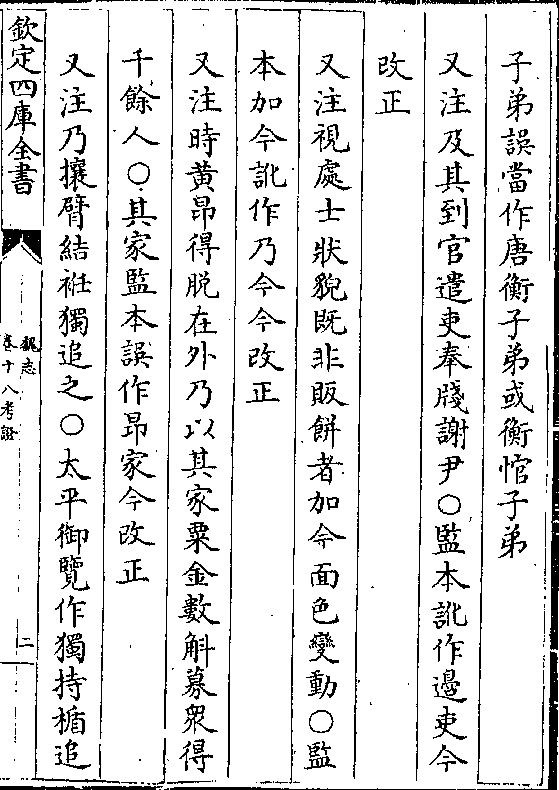 子弟誤當作唐衡子弟或衡悺子弟
又注及其到官遣吏奉牋謝尹○監本訛作邉吏今
改正
又注視處士狀貌旣非販餅者加今面色變動○監
本加今訛作乃今今改正
又注時黄昂得脱在外乃以其家粟金數斛募衆得
千餘人○其家監本誤作昂家今改正
又注乃攘臂結袵獨追之○太平御覽作獨持楯追
欽定四庫全書
魏志
卷十八考證
二